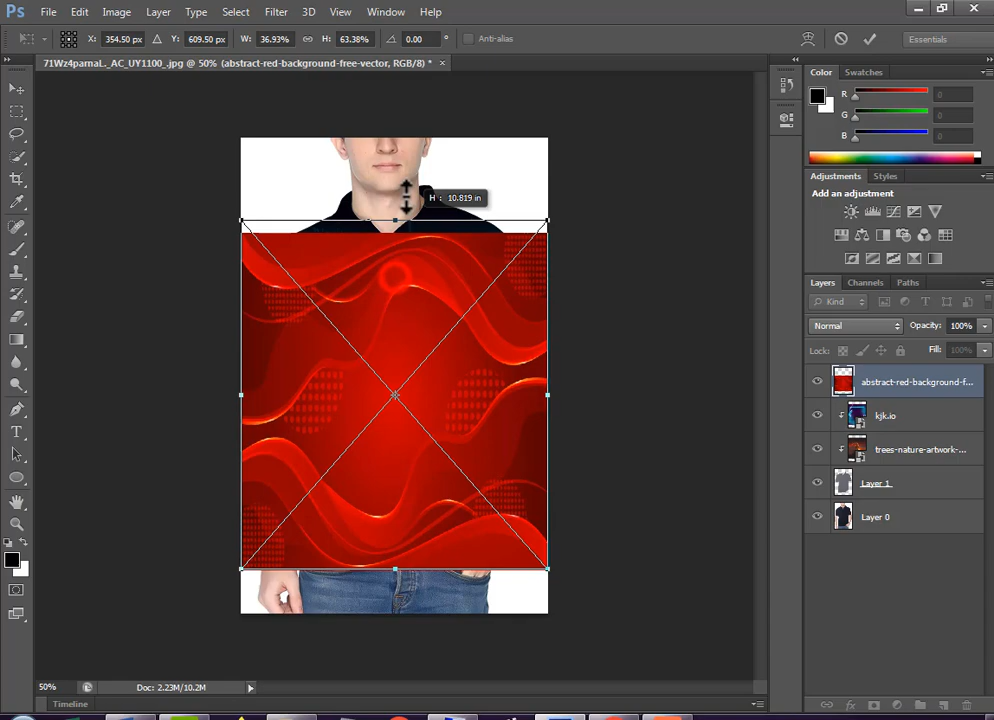 Ps File Edit Image Layer Type Select Filter 3D View Window Help
X: 354.50 px Y: 609.50 px W: 36.93% H: 63.38% 0.00 ° Anti-alias Essentials
71Wz4pamaL._AC_UY1100_.jpg @ 50% (abstract-red-background-free-vector, RGB/8) * ×
Color Swatches
R 0
G 0
B 0
Adjustments Styles
Add an adjustment
H : 10.819 in
Layers Channels Paths
Kind
Normal Opacity: 100%
Lock: Fill: 100%
abstract-red-background-f...
kjk.io
trees-nature-artwork-...
Layer 1
Layer 0
50% Doc: 2.23M/10.2M
Timeline